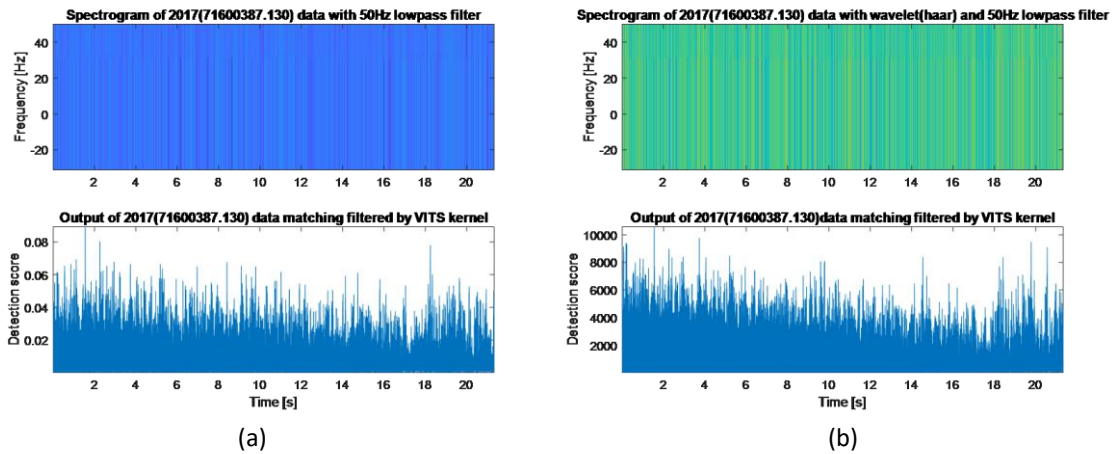 Spectrogram of 2017(71600387.130) data with 50Hz lowpass filter
Frequency [Hz]
40
20
0
-20
2 4 6 8 10 12 14 16 18 20
Output of 2017(71600387.130) data matching filtered by VITS kernel
Detection score
0.08
0.06
0.04
0.02
2 4 6 8 10 12 14 16 18 20
Time [s]
(a)
Spectrogram of 2017(71600387.130) data with wavelet(haar) and 50Hz lowpass filter
Frequency [Hz]
40
20
0
-20
2 4 6 8 10 12 14 16 18 20
Output of 2017(71600387.130)data matching filtered by VITS kernel
Detection score
10000
8000
6000
4000
2000
2 4 6 8 10 12 14 16 18 20
Time [s]
(b)